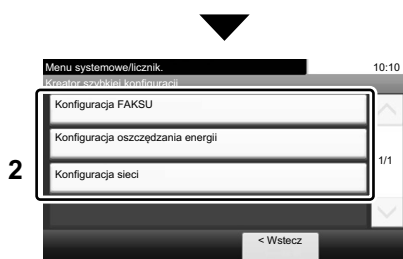 Menu systemowe/licznik. 10:10
Kreator szybkiej konfiguracji
Konfiguracja FAKSU
Konfiguracja oszczędzania energii
1/1
2
Konfiguracja sieci
< Wstecz